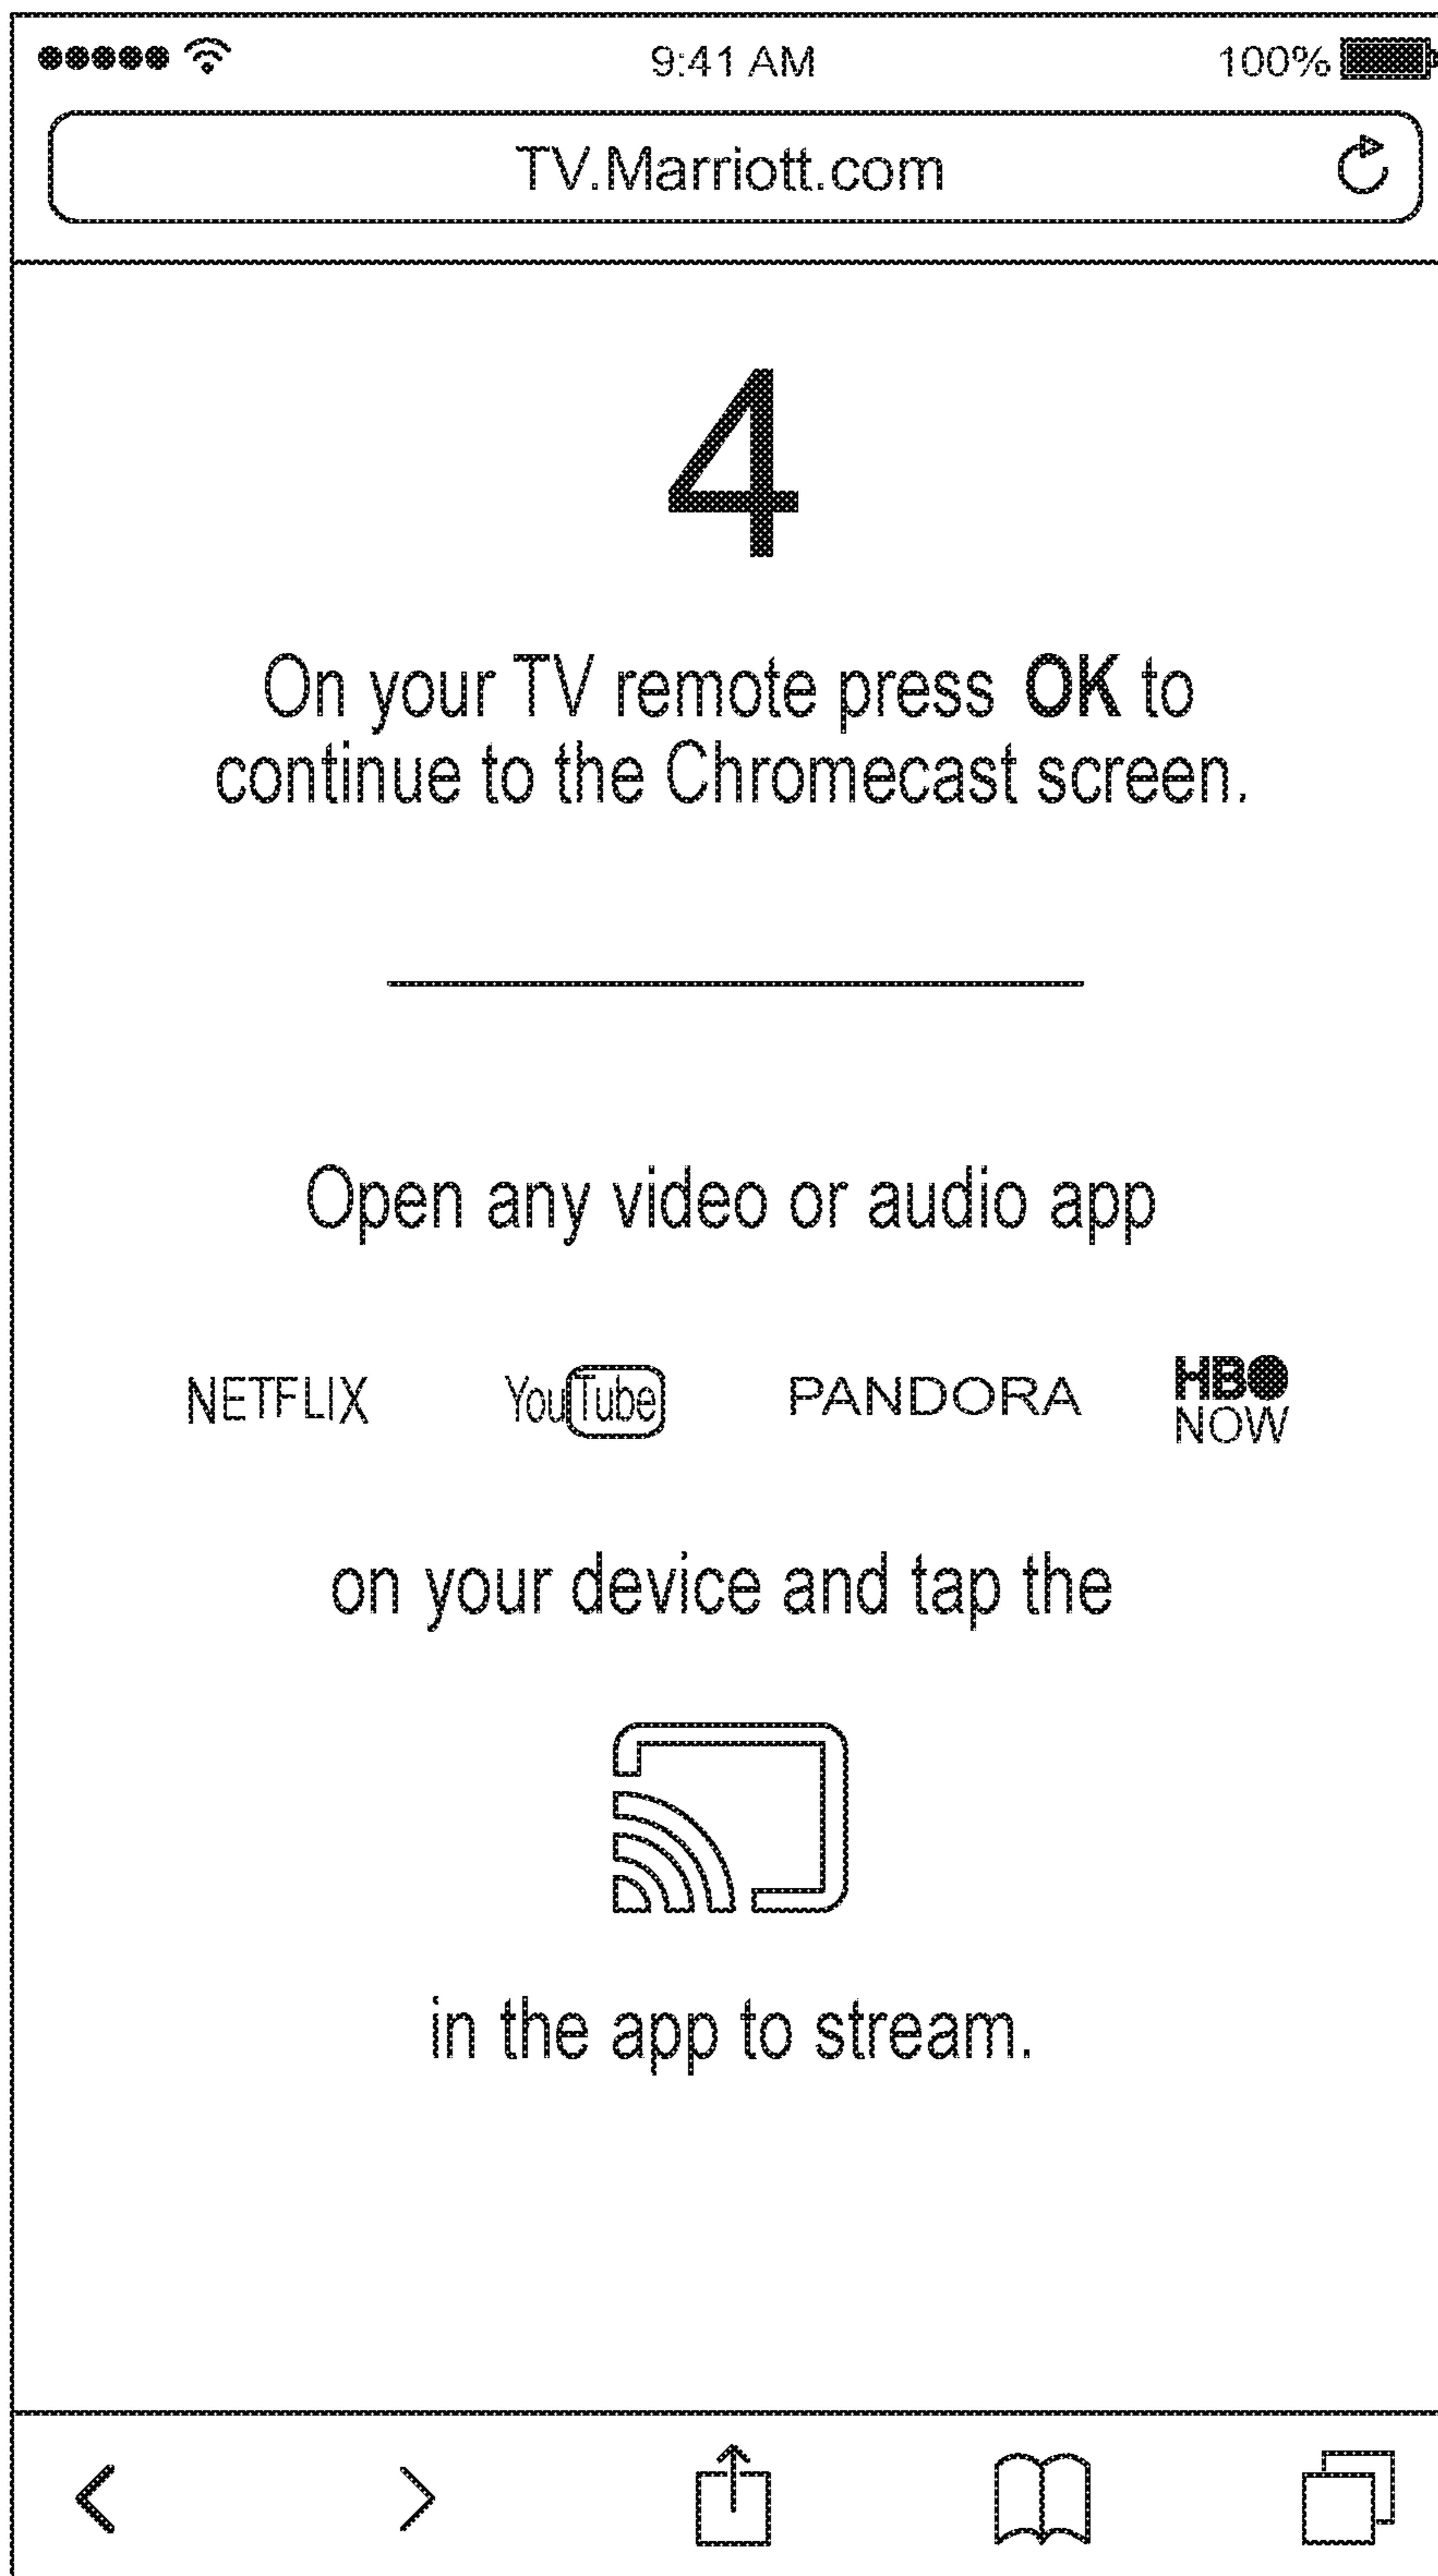 9:41 AM 100%
TV.Marriott.com
4
On your TV remote press OK to
continue to the Chromecast screen.
Open any video or audio app
NETFLIX YouTube PANDORA HBO NOW
on your device and tap the
in the app to stream.